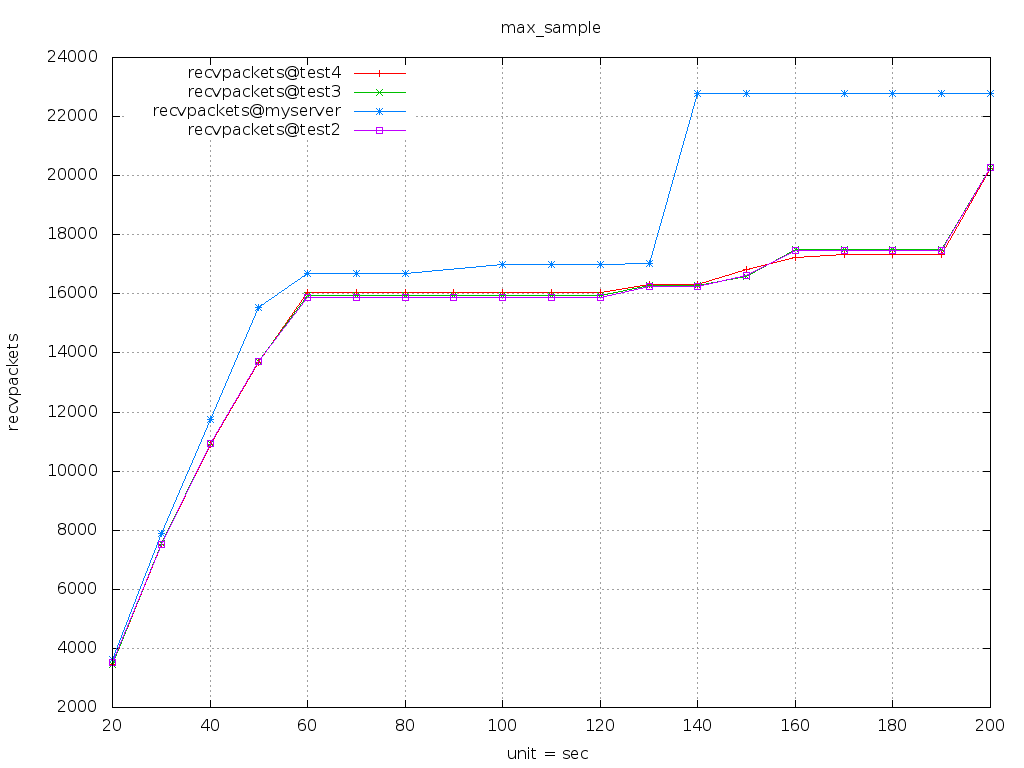 max_sample
24000
22000
20000
18000
16000
14000
12000
10000
8000
6000
4000
2000
recvpackets
recvpackets@test4
recvpackets@test3
recvpackets@myserver
recvpackets@test2
20 40 60 80 100 120 140 160 180 200
unit = sec